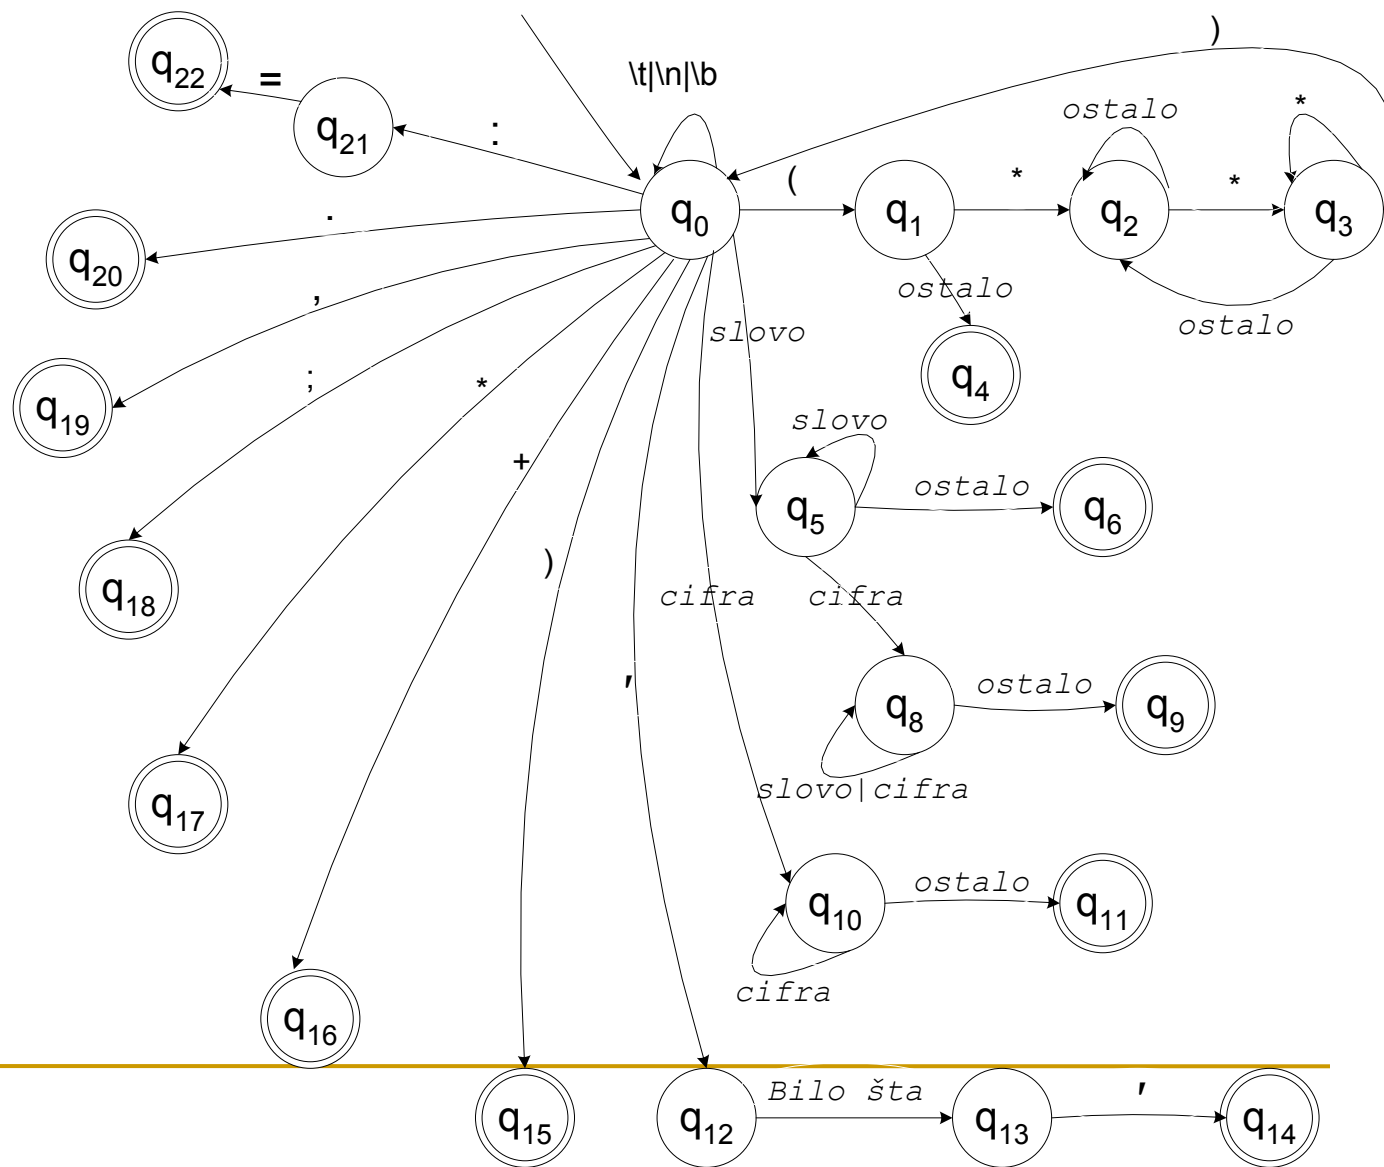 )
\t|\n|\b
q22
=
q21
:
ostalo
*
q0
(
q1
*
q2
*
q3
.
q20
,
ostalo
ostalo
slovo
q4
;
*
q19
slovo
+
q5
ostalo
q6
)
q18
cifra
cifra
'
ostalo
q8
q9
slovo|cifra
q17
q10
ostalo
q11
cifra
q16
Bilo šta
'
q15
q12
q13
q14